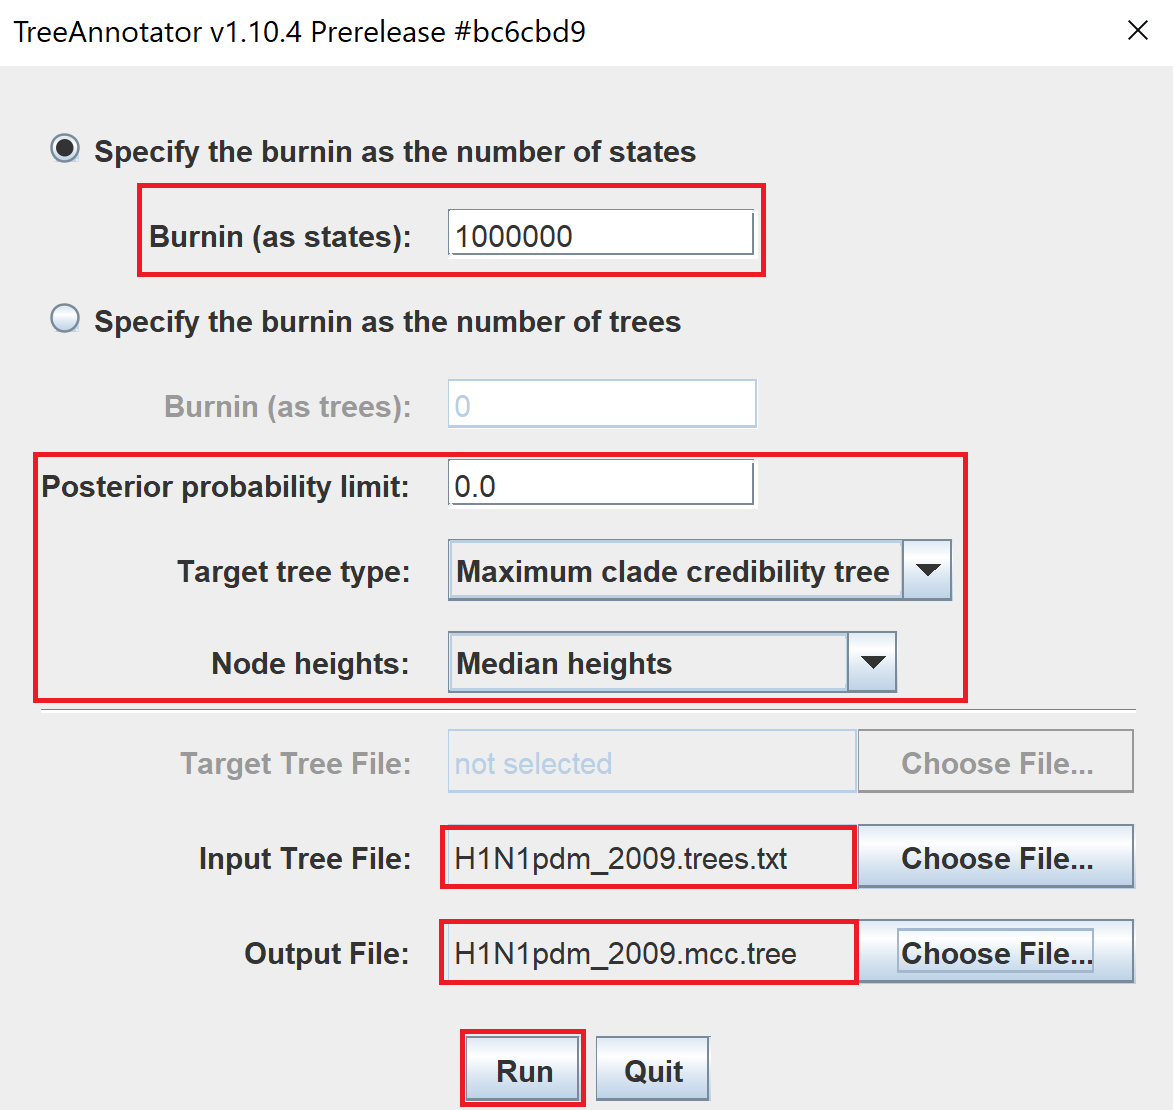 TreeAnnotator v1.10.4 Prerelease #bc6cbd9
Specify the burnin as the number of states
Burnin (as states): 1000000
Specify the burnin as the number of trees
Burnin (as trees): 0
Posterior probability limit: 0.0
Target tree type: Maximum clade credibility tree
Node heights: Median heights
Target Tree File: not selected Choose File...
Input Tree File: H1N1pdm_2009.trees.txt Choose File...
Output File: H1N1pdm_2009.mcc.tree Choose File...
Run Quit